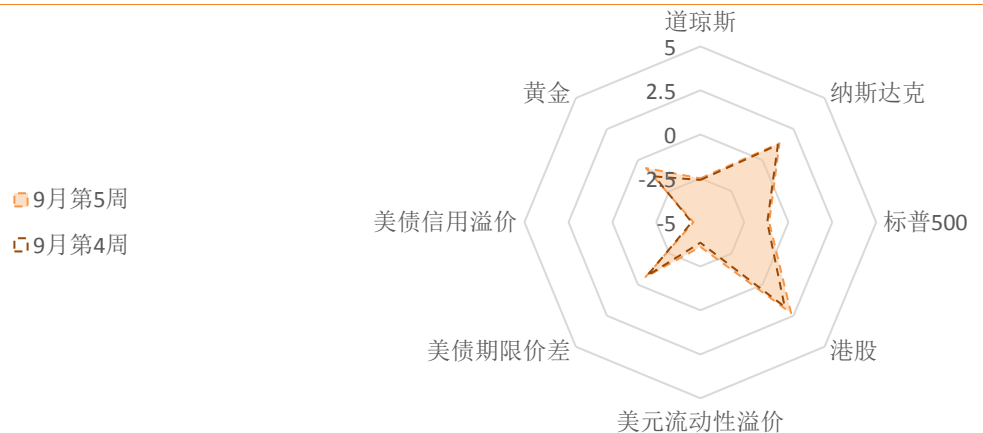 道琼斯
5
黄金
纳斯达克
2.5
0
-2.5
9月第5周
美债信用溢价
-5
标普500
9月第4周
美债期限价差
港股
美元流动性溢价